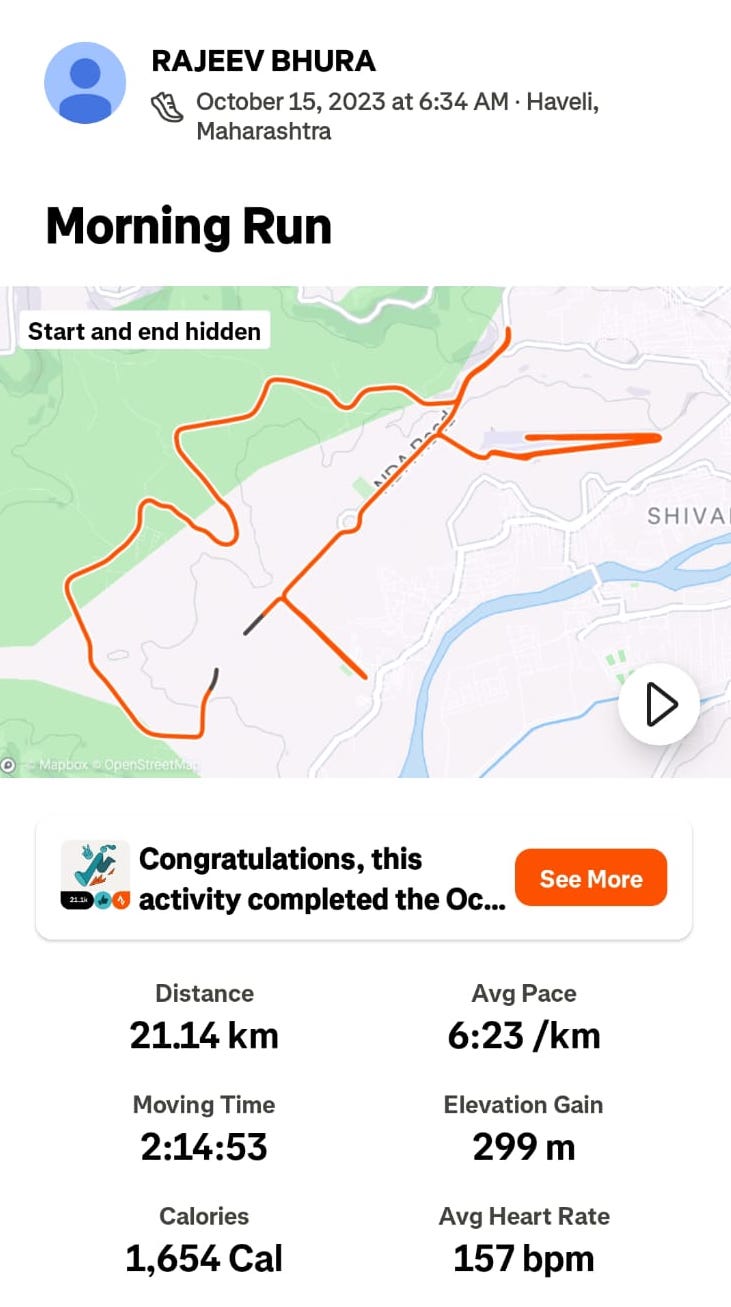 RAJEEV BHURA
October 15, 2023 at 6:34 AM · Haveli,
Maharashtra
Morning Run
Start and end hidden
NDA Road
SHIVA
© Mapbox © OpenStreetMap
Congratulations, this
activity completed the Oc...
21.1k
See More
Distance
21.14 km
Avg Pace
6:23 /km
Moving Time
2:14:53
Elevation Gain
299 m
Calories
1,654 Cal
Avg Heart Rate
157 bpm